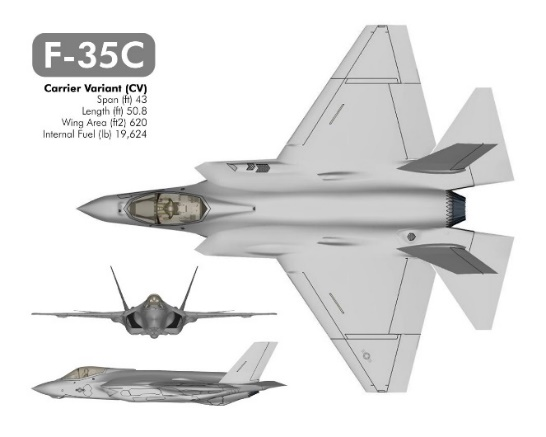 F-35C
Carrier Variant (CV)
Span (ft) 43
Length (ft) 50.8
Wing Area (ft2) 620
Internal Fuel (lb) 19,624